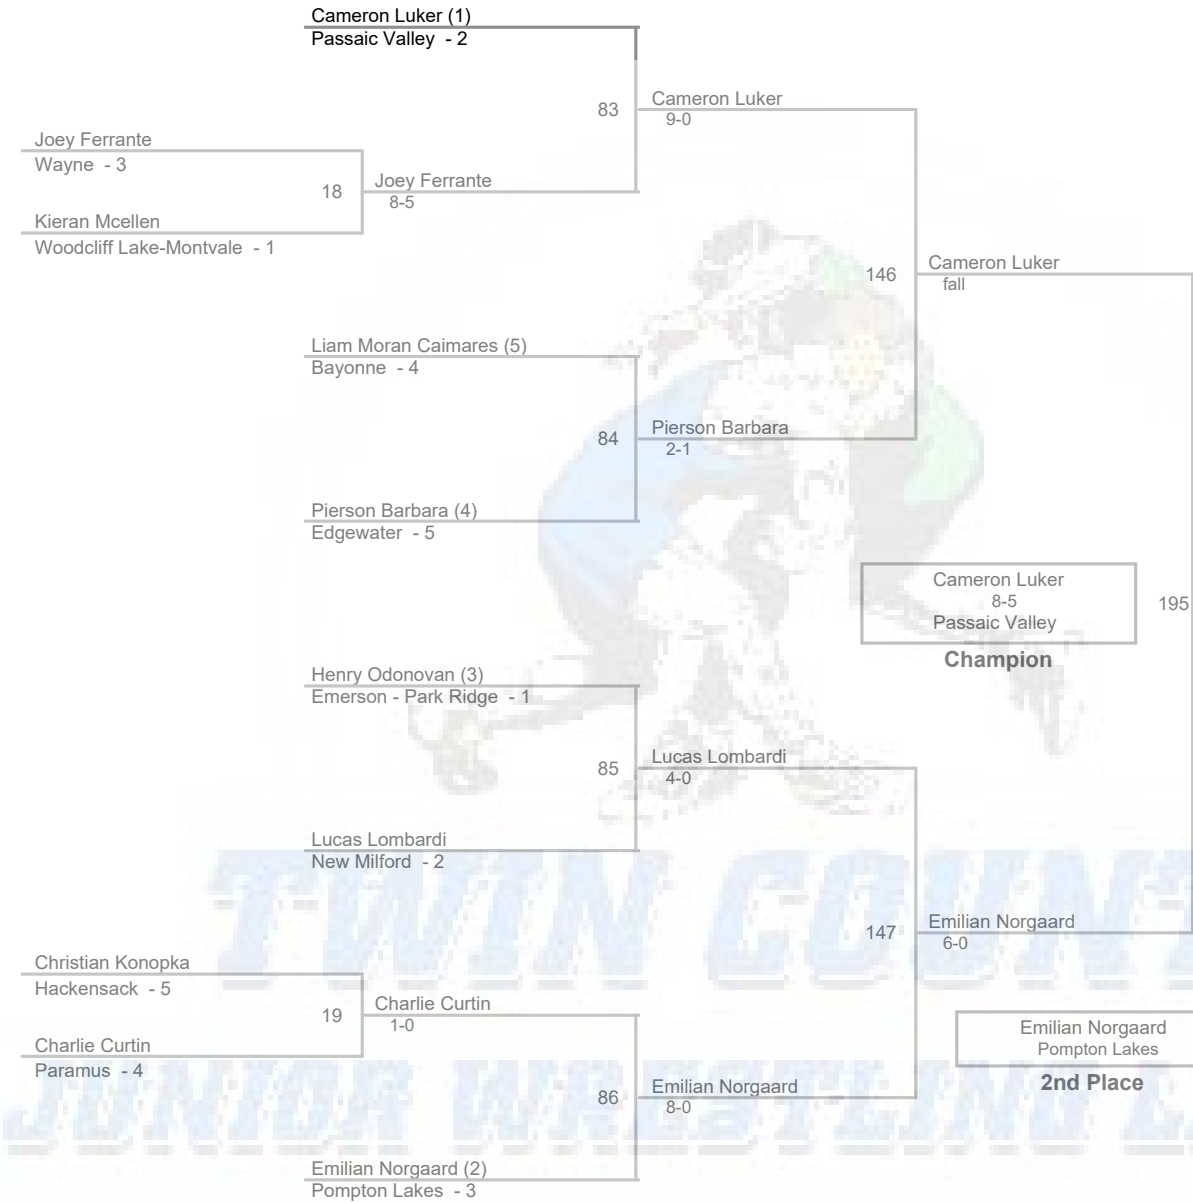 Cameron Luker (1)
Passaic Valley - 2
83
Cameron Luker
9-0
Joey Ferrante
Wayne - 3
18
Joey Ferrante
8-5
Kieran Mcellen
Woodcliff Lake-Montvale - 1
146
Cameron Luker
fall
Liam Moran Caimares (5)
Bayonne - 4
84
Pierson Barbara
2-1
Pierson Barbara (4)
Edgewater - 5
Cameron Luker
8-5
Passaic Valley
195
Champion
Henry Odonovan (3)
Emerson - Park Ridge - 1
85
Lucas Lombardi
4-0
Lucas Lombardi
New Milford - 2
TWIN COUNT
147
Emilian Norgaard
6-0
Christian Konopka
Hackensack - 5
19
Charlie Curtin
1-0
Charlie Curtin
Paramus - 4
Emilian Norgaard
Pompton Lakes
2nd Place
JUNIOR WRESTLING L
86
Emilian Norgaard
8-0
Emilian Norgaard (2)
Pompton Lakes - 3